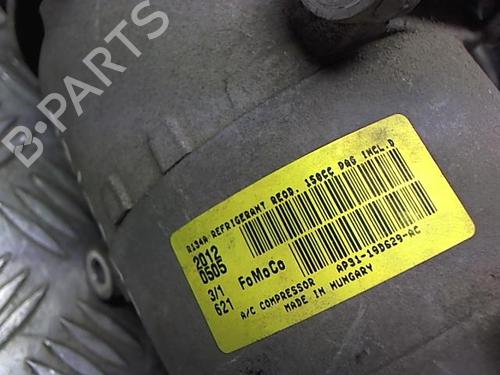 B-PARTS
R134A REFRIGERANT REQD. 150CC PAG INCL.D
2012
0505
3/1
621
FoMoCo
A/C COMPRESSOR AP31-19D629-AC
MADE IN HUNGARY